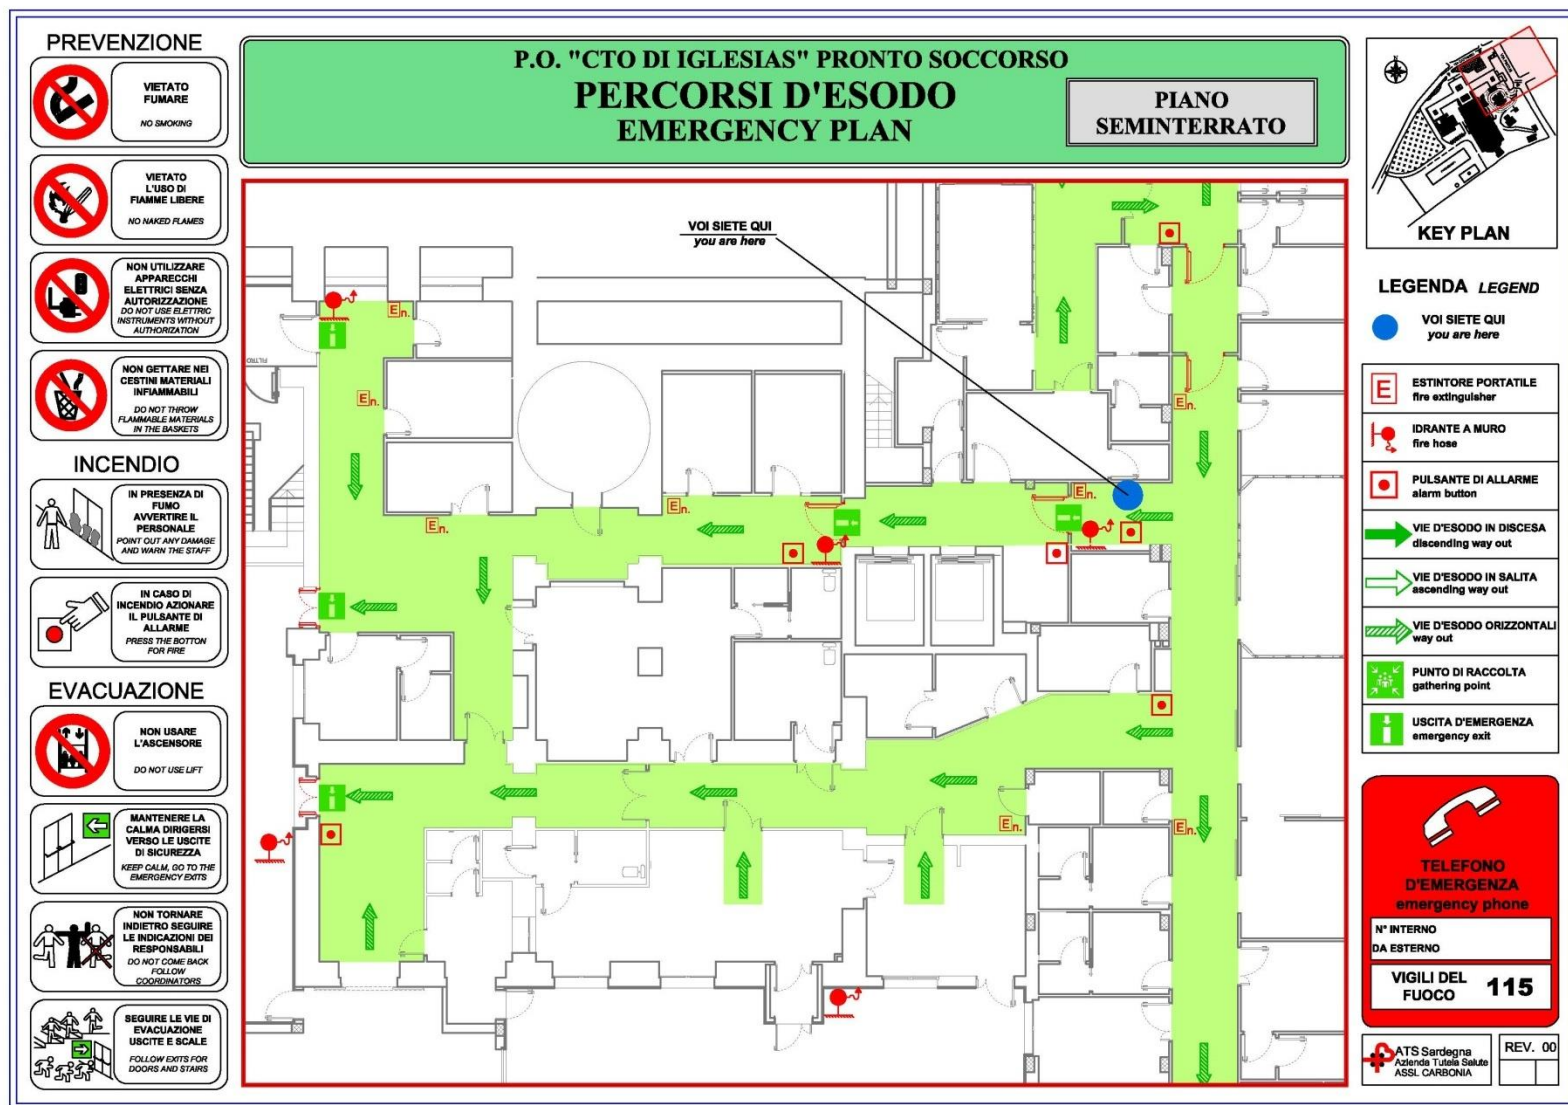 PREVENZIONE
VIETATO
FUMARE
NO SMOKING
VIETATO
L'USO DI
FIAMME LIBERE
NO NAKED FLAMES
NON UTILIZZARE
APPARECCHI
ELETTRICI SENZA
AUTORIZZAZIONE
DO NOT USE ELETTRIC
INSTRUMENTS WITHOUT
AUTHORIZATION
NON GETTARE NEI
CESTINI MATERIALI
INFIAMMABILI
DO NOT THROW
FLAMMABLE MATERIALS
IN THE BASKETS
INCENDIO
IN PRESENZA DI
FUMO
AVVERTIRE IL
PERSONALE
POINT OUT ANY DAMAGE
AND WARN THE STAFF
IN CASO DI
INCENDIO AZIONARE
IL PULSANTE DI
ALLARME
PRESS THE BOTTON
FOR FIRE
EVACUAZIONE
NON USARE
L'ASCENSORE
DO NOT USE LIFT
MANTENERE LA
CALMA DIRIGERSI
VERSO LE USCITE
DI SICUREZZA
KEEP CALM, GO TO THE
EMERGENCY EXITS
NON TORNARE
INDIETRO SEGUIRE
LE INDICAZIONI DEI
RESPONSABILI
DO NOT COME BACK
FOLLOW
COORDINATORS
SEGUIRE LE VIE DI
EVACUAZIONE
USCITE E SCALE
FOLLOW EXITS FOR
DOORS AND STAIRS
P.O. "CTO DI IGLESIAS" PRONTO SOCCORSO
PERCORSI D'ESODO
EMERGENCY PLAN
PIANO
SEMINTERRATO
VOI SIETE QUI
you are here
En.
FILTRO
En.
En.
En.
En.
En.
En.
En.
N
KEY PLAN
LEGENDA LEGEND
VOI SIETE QUI
you are here
E
ESTINTORE PORTATILE
fire extinguisher
IDRANTE A MURO
fire hose
PULSANTE DI ALLARME
alarm button
VIE D'ESODO IN DISCESA
discending way out
VIE D'ESODO IN SALITA
ascending way out
VIE D'ESODO ORIZZONTALI
way out
PUNTO DI RACCOLTA
gathering point
USCITA D'EMERGENZA
emergency exit
TELEFONO
D'EMERGENZA
emergency phone
N° INTERNO
DA ESTERNO
VIGILI DEL
FUOCO 115
ATS Sardegna
Azienda Tutela Salute
ASSL CARBONIA
REV. 00